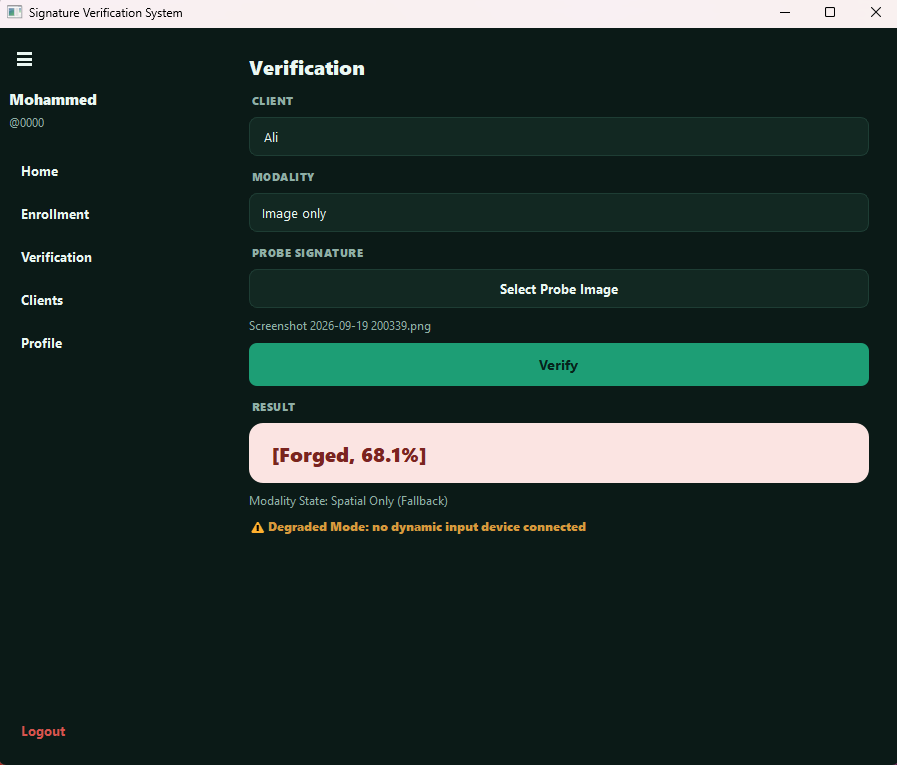 Signature Verification System
Mohammed
@0000
Home
Enrollment
Verification
Clients
Profile
Logout
Verification
CLIENT
Ali
MODALITY
Image only
PROBE SIGNATURE
Select Probe Image
Screenshot 2026-09-19 200339.png
Verify
RESULT
[Forged, 68.1%]
Modality State: Spatial Only (Fallback)
⚠ Degraded Mode: no dynamic input device connected